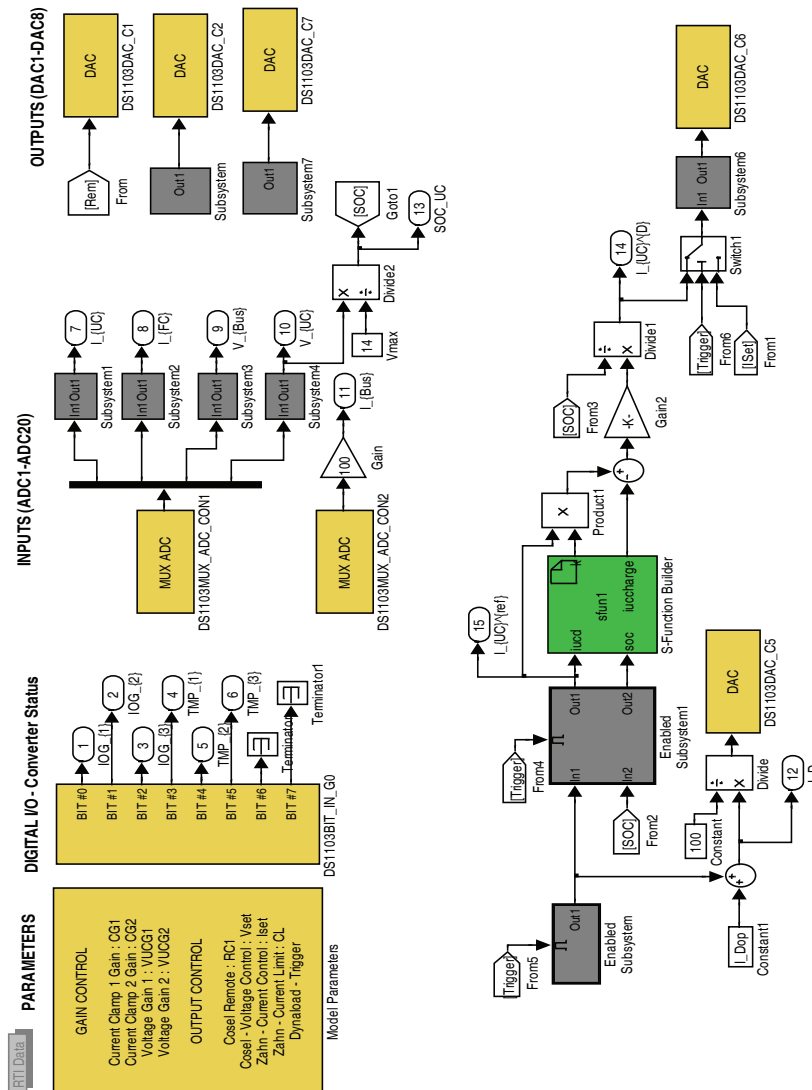 RTI Data
PARAMETERS
GAIN CONTROL
Current Clamp 1 Gain : CG1
Current Clamp 2 Gain : CG2
Voltage Gain 1 : VUCG1
Voltage Gain 2 : VUCG2
OUTPUT CONTROL
Cosel Remote : RC1
Cosel - Voltage Control : Vset
Zahn - Current Control : Iset
Zahn - Current Limit : CL
Dynaload - Trigger
Model Parameters
DIGITAL I/O - Converter Status
BIT #0
BIT #1
BIT #2
BIT #3
BIT #4
BIT #5
BIT #6
BIT #7
DS1103BIT_IN_G0
1
IOG_{1}
2
IOG_{2}
3
IOG_{3}
4
TMP_{1}
5
TMP_{2}
6
TMP_{3}
Terminator
Terminator1
INPUTS (ADC1-ADC20)
MUX ADC
DS1103MUX_ADC_CON1
MUX ADC
DS1103MUX_ADC_CON2
In1 Out1
Subsystem1
In1 Out1
Subsystem2
In1 Out1
Subsystem3
In1 Out1
Subsystem4
7
I_{UC}
8
I_{FC}
9
V_{Bus}
10
V_{UC}
100
Gain
11
I_{Bus}
14
Vmax
x
÷
Divide2
[SOC]
Goto1
13
SOC_UC
OUTPUTS (DAC1-DAC8)
[Rem]
From
DAC
DS1103DAC_C1
Out1
Subsystem
DAC
DS1103DAC_C2
Out1
Subsystem7
DAC
DS1103DAC_C7
[Trigger]
From5
Out1
Enabled
Subsystem
I_Dop
Constant1
+
+
100
Constant
÷
x
Divide
12
DAC
DS1103DAC_C5
[Trigger]
From4
[SOC]
From2
In1
In2
Out1
Out2
Enabled
Subsystem1
15
I_{UC}^{ref}
iucd
soc
sfun1
k
iuccharge
S-Function Builder
x
Product1
+
-
-K-
Gain2
[SOC]
From3
÷
x
Divide1
14
I_{UC}^{D}
[Trigger]
From6
[ISet]
From1
Switch1
In1 Out1
Subsystem6
DAC
DS1103DAC_C6